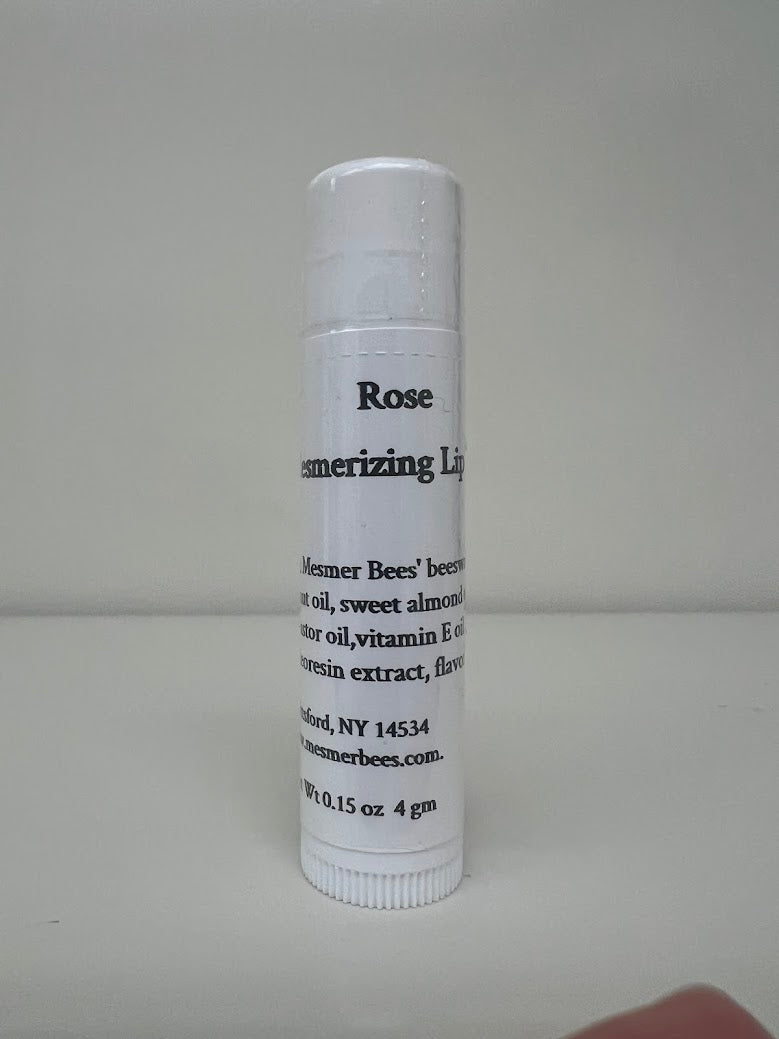 Rose
esmerizing Lip
Mesmer Bees' beesw
ut oil, sweet almond
stor oil,vitamin E oil
eoresin extract, flavo
tsford, NY 14534
w.mesmerbees.com.
Wt 0.15 oz 4 gm